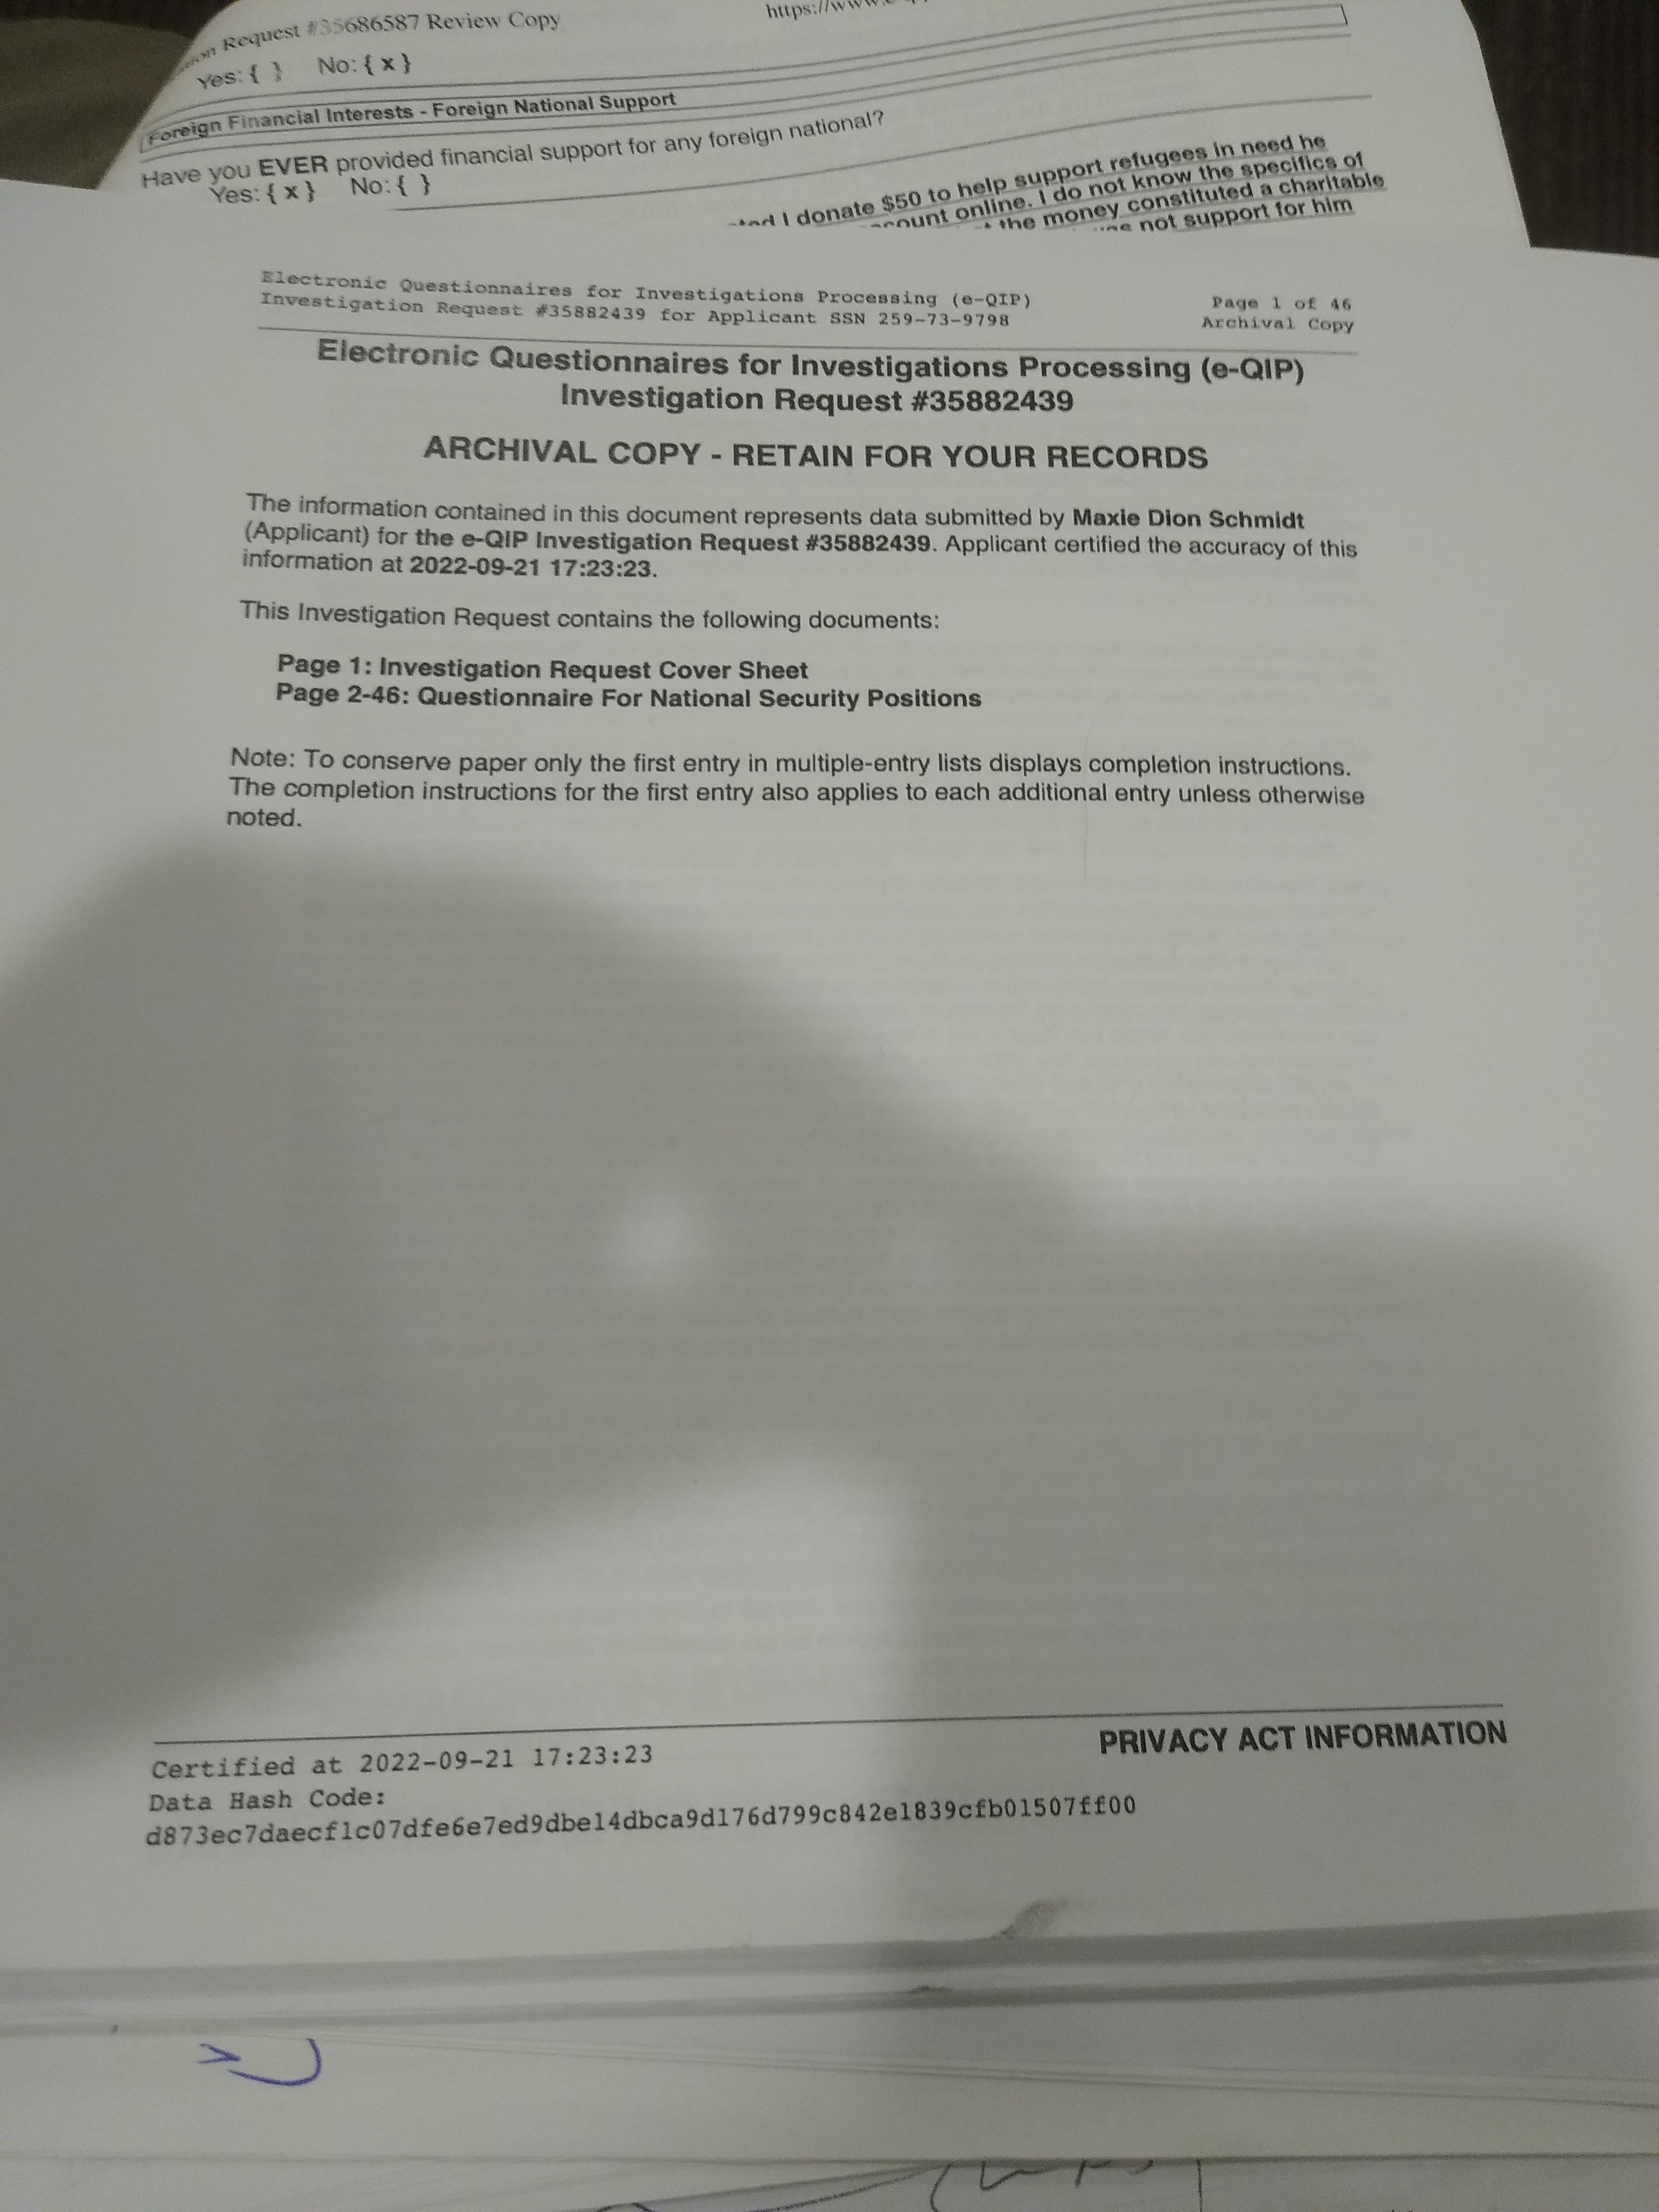 Request #35686587 Review Copy
Yes: { } No: { x }
Foreign Financial Interests - Foreign National Support
Have you EVER provided financial support for any foreign national?
Yes: { x } No: { }
I donate $50 to help support refugees in need he
online. I do not know the specifics of
the money constituted a charitable
not support for him
Electronic Questionnaires for Investigations Processing (e-QIP)
Investigation Request #35882439 for Applicant SSN 259-73-9798
Page 1 of 46
Archival Copy
Electronic Questionnaires for Investigations Processing (e-QIP)
Investigation Request #35882439
ARCHIVAL COPY - RETAIN FOR YOUR RECORDS
The information contained in this document represents data submitted by Maxie Dion Schmidt
(Applicant) for the e-QIP Investigation Request #35882439. Applicant certified the accuracy of this
information at 2022-09-21 17:23:23.
This Investigation Request contains the following documents:
Page 1: Investigation Request Cover Sheet
Page 2-46: Questionnaire For National Security Positions
Note: To conserve paper only the first entry in multiple-entry lists displays completion instructions.
The completion instructions for the first entry also applies to each additional entry unless otherwise
noted.
PRIVACY ACT INFORMATION
Certified at 2022-09-21 17:23:23
Data Hash Code:
d873ec7daecf1c07dfe6e7ed9dbe14dbca9d176d799c842e1839cfb01507ff00